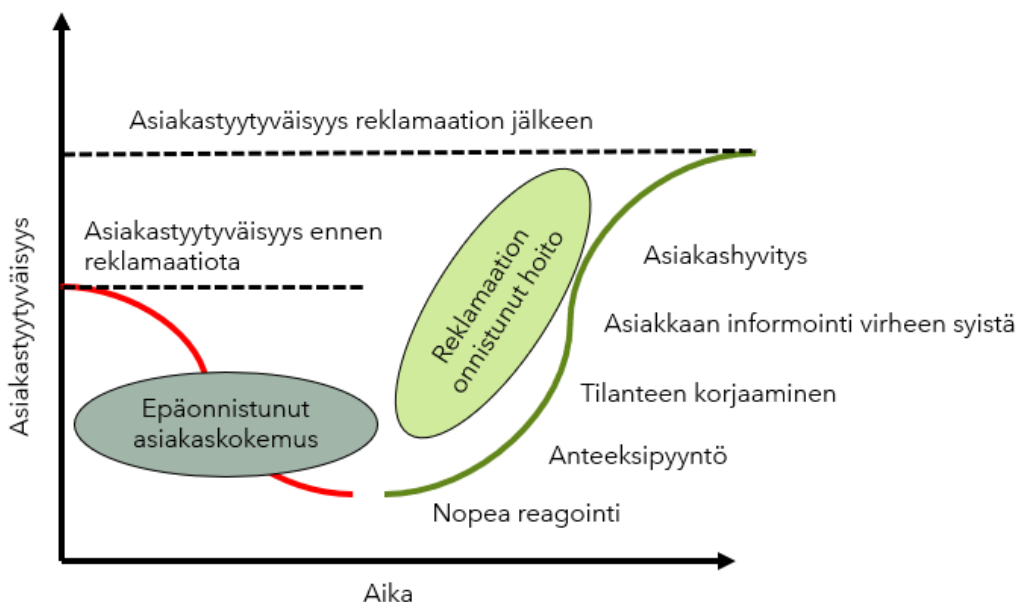 Asiakastyytyväisyys reklamaation jälkeen
Asiakastyytyväisyys ennen
reklamaatiota
Asiakastyytyväisyys
Reklamaation
onnistunut hoito
Asiakashyvitys
Asiakkaan informointi virheen syistä
Tilanteen korjaaminen
Epäonnistunut
asiakaskokemus
Anteeksipyyntö
Nopea reagointi
Aika